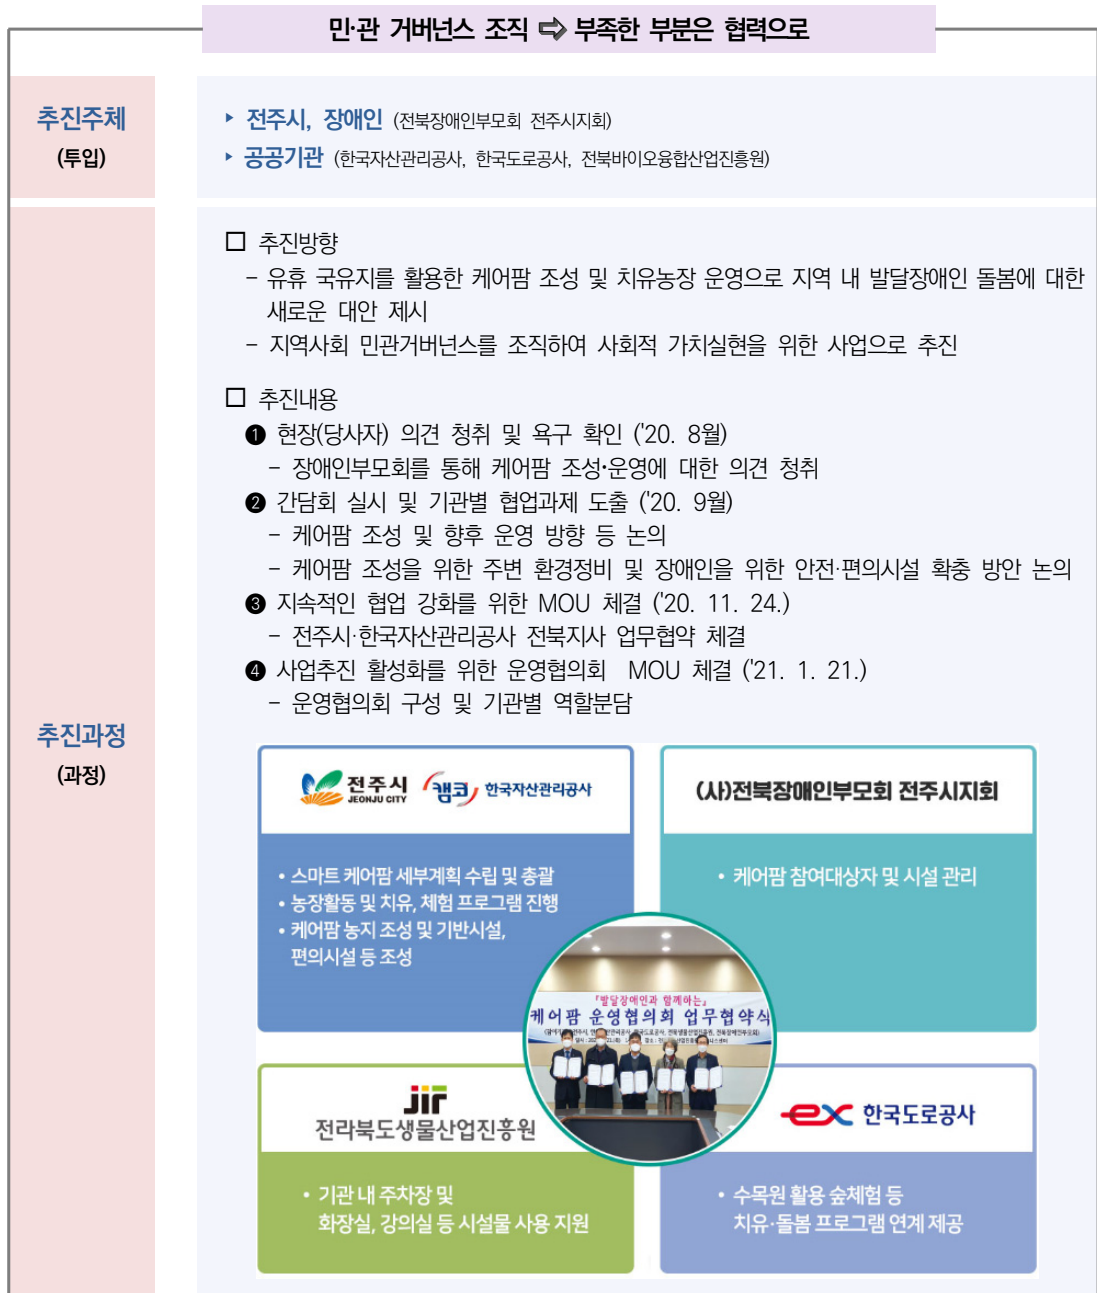 민·관 거버넌스 조직 ⇨ 부족한 부분은 협력으로
추진주체
(투입)
▸ 전주시, 장애인 (전북장애인부모회 전주시지회)
▸ 공공기관 (한국자산관리공사, 한국도로공사, 전북바이오융합산업진흥원)
추진과정
(과정)
□ 추진방향
- 유휴 국유지를 활용한 케어팜 조성 및 치유농장 운영으로 지역 내 발달장애인 돌봄에 대한
새로운 대안 제시
- 지역사회 민관거버넌스를 조직하여 사회적 가치실현을 위한 사업으로 추진
□ 추진내용
❶ 현장(당사자) 의견 청취 및 욕구 확인 ('20. 8월)
- 장애인부모회를 통해 케어팜 조성·운영에 대한 의견 청취
❷ 간담회 실시 및 기관별 협업과제 도출 ('20. 9월)
- 케어팜 조성 및 향후 운영 방향 등 논의
- 케어팜 조성을 위한 주변 환경정비 및 장애인을 위한 안전·편의시설 확충 방안 논의
❸ 지속적인 협업 강화를 위한 MOU 체결 ('20. 11. 24.)
- 전주시·한국자산관리공사 전북지사 업무협약 체결
❹ 사업추진 활성화를 위한 운영협의회 MOU 체결 ('21. 1. 21.)
- 운영협의회 구성 및 기관별 역할분담
전주시
JEONJU CITY
캠코 한국자산관리공사
• 스마트 케어팜 세부계획 수립 및 총괄
• 농장활동 및 치유, 체험 프로그램 진행
• 케어팜 농지 조성 및 기반시설,
편의시설 등 조성
(사)전북장애인부모회 전주시지회
• 케어팜 참여대상자 및 시설 관리
『발달장애인과 함께하는』
케어팜 운영협의회 업무협약식
jif
전라북도생물산업진흥원
• 기관 내 주차장 및
화장실, 강의실 등 시설물 사용 지원
ex 한국도로공사
• 수목원 활용 숲체험 등
치유·돌봄 프로그램 연계 제공